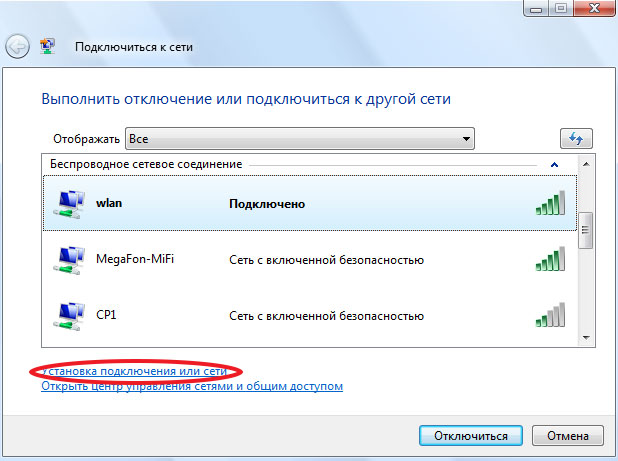 Подключиться к сети
Выполнить отключение или подключиться к другой сети
Отображать Все
Беспроводное сетевое соединение
wlan Подключено
MegaFon-MiFi Сеть с включенной безопасностью
CP1 Сеть с включенной безопасностью
Установка подключения или сети
Открыть центр управления сетями и общим доступом
Отключиться Отмена